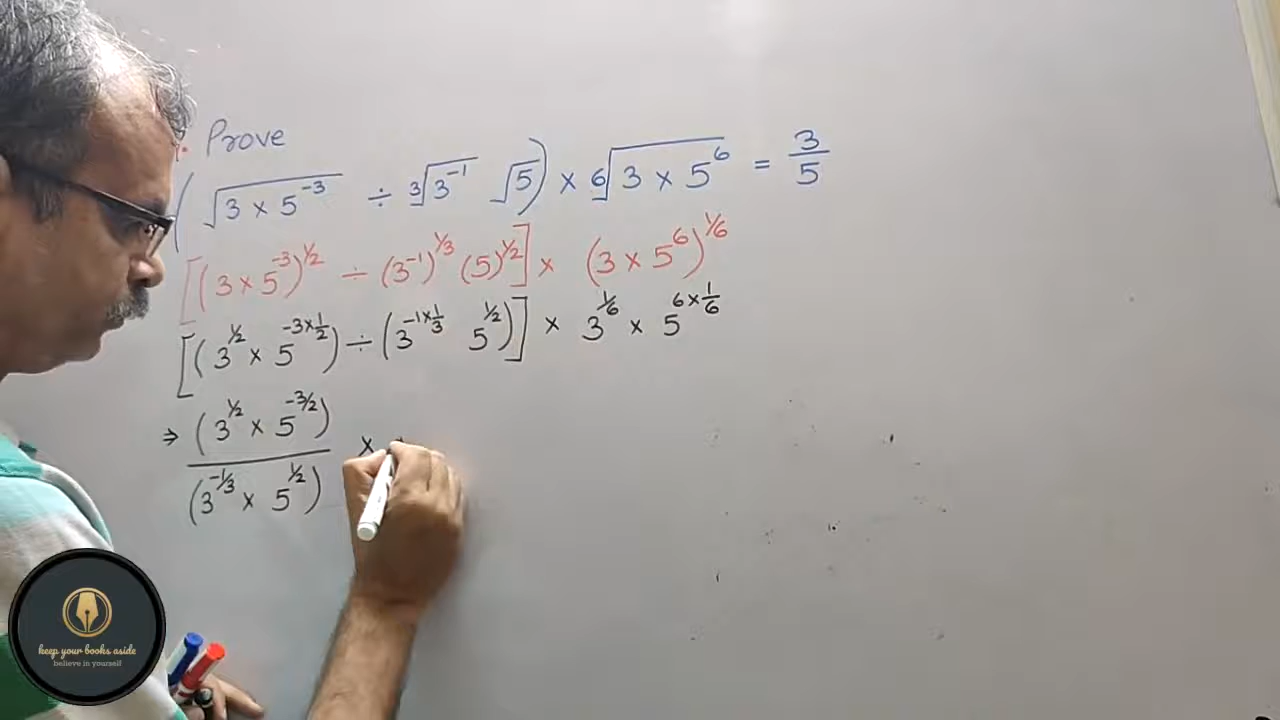 . Prove
(√(3 × 5⁻³) ÷ ³√(3⁻¹) √5) × ⁶√(3 × 5⁶) = 3/5
[(3 × 5⁻³)^½ ÷ (3⁻¹)^⅓ (5)^½] × (3 × 5⁶)^⅙
[(3^½ × 5^(-3×½)) ÷ (3^(-1×⅓) 5^½)] × 3^⅙ × 5^(6×⅙)
⇒ (3^½ × 5^(-3/2)) / (3^(-⅓) × 5^½) ×
keep your books aside
believe in yourself